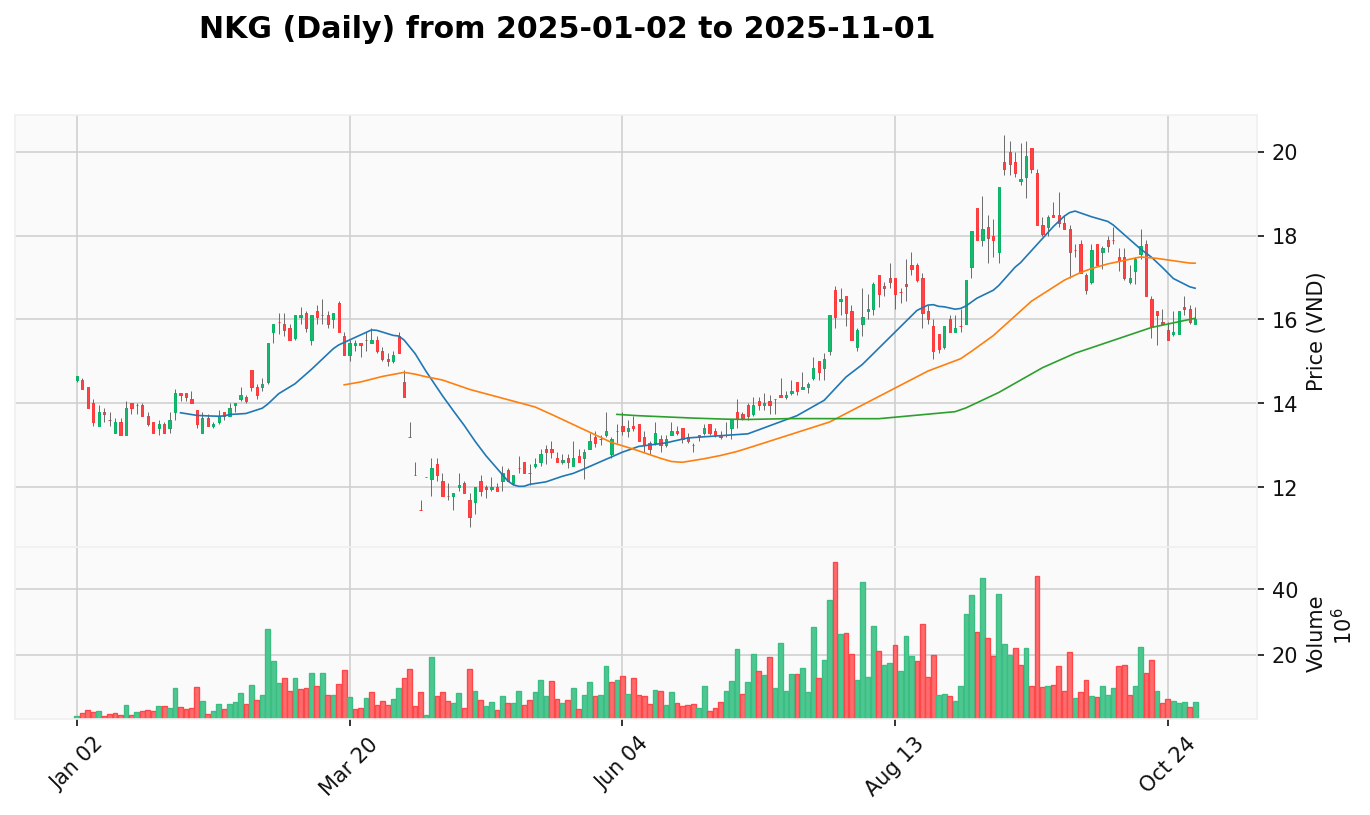 NKG (Daily) from 2025-01-02 to 2025-11-01
20
18
16
14
12
Price (VND)
40
20
Volume
10⁶
Jan 02
Mar 20
Jun 04
Aug 13
Oct 24